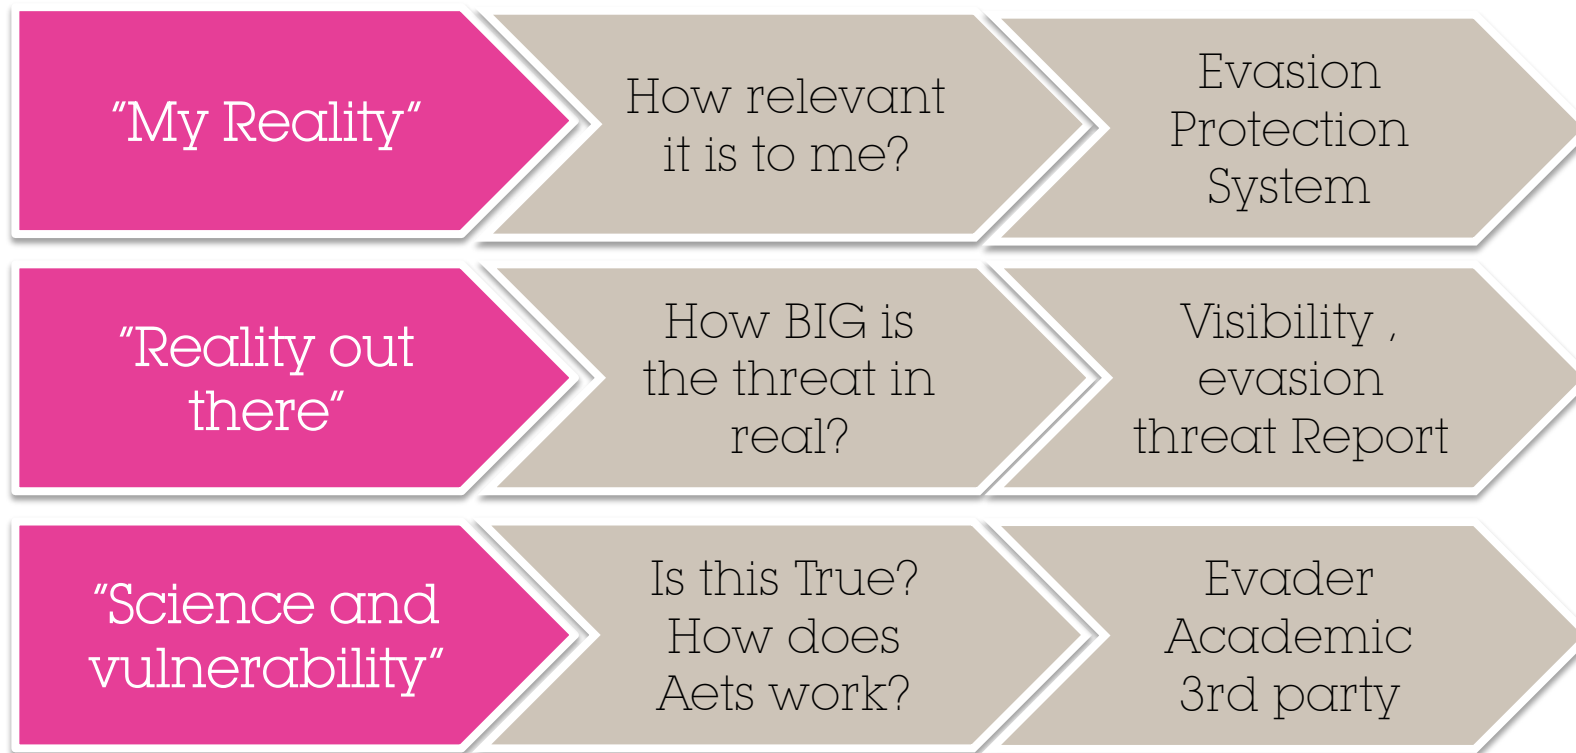 “My Reality“
How relevant
it is to me?
Evasion
Protection
System
“Reality out
there“
How BIG is
the threat in
real?
Visibility ,
evasion
threat Report
“Science and
vulnerability“
Is this True?
How does
Aets work?
Evader
Academic
3rd party